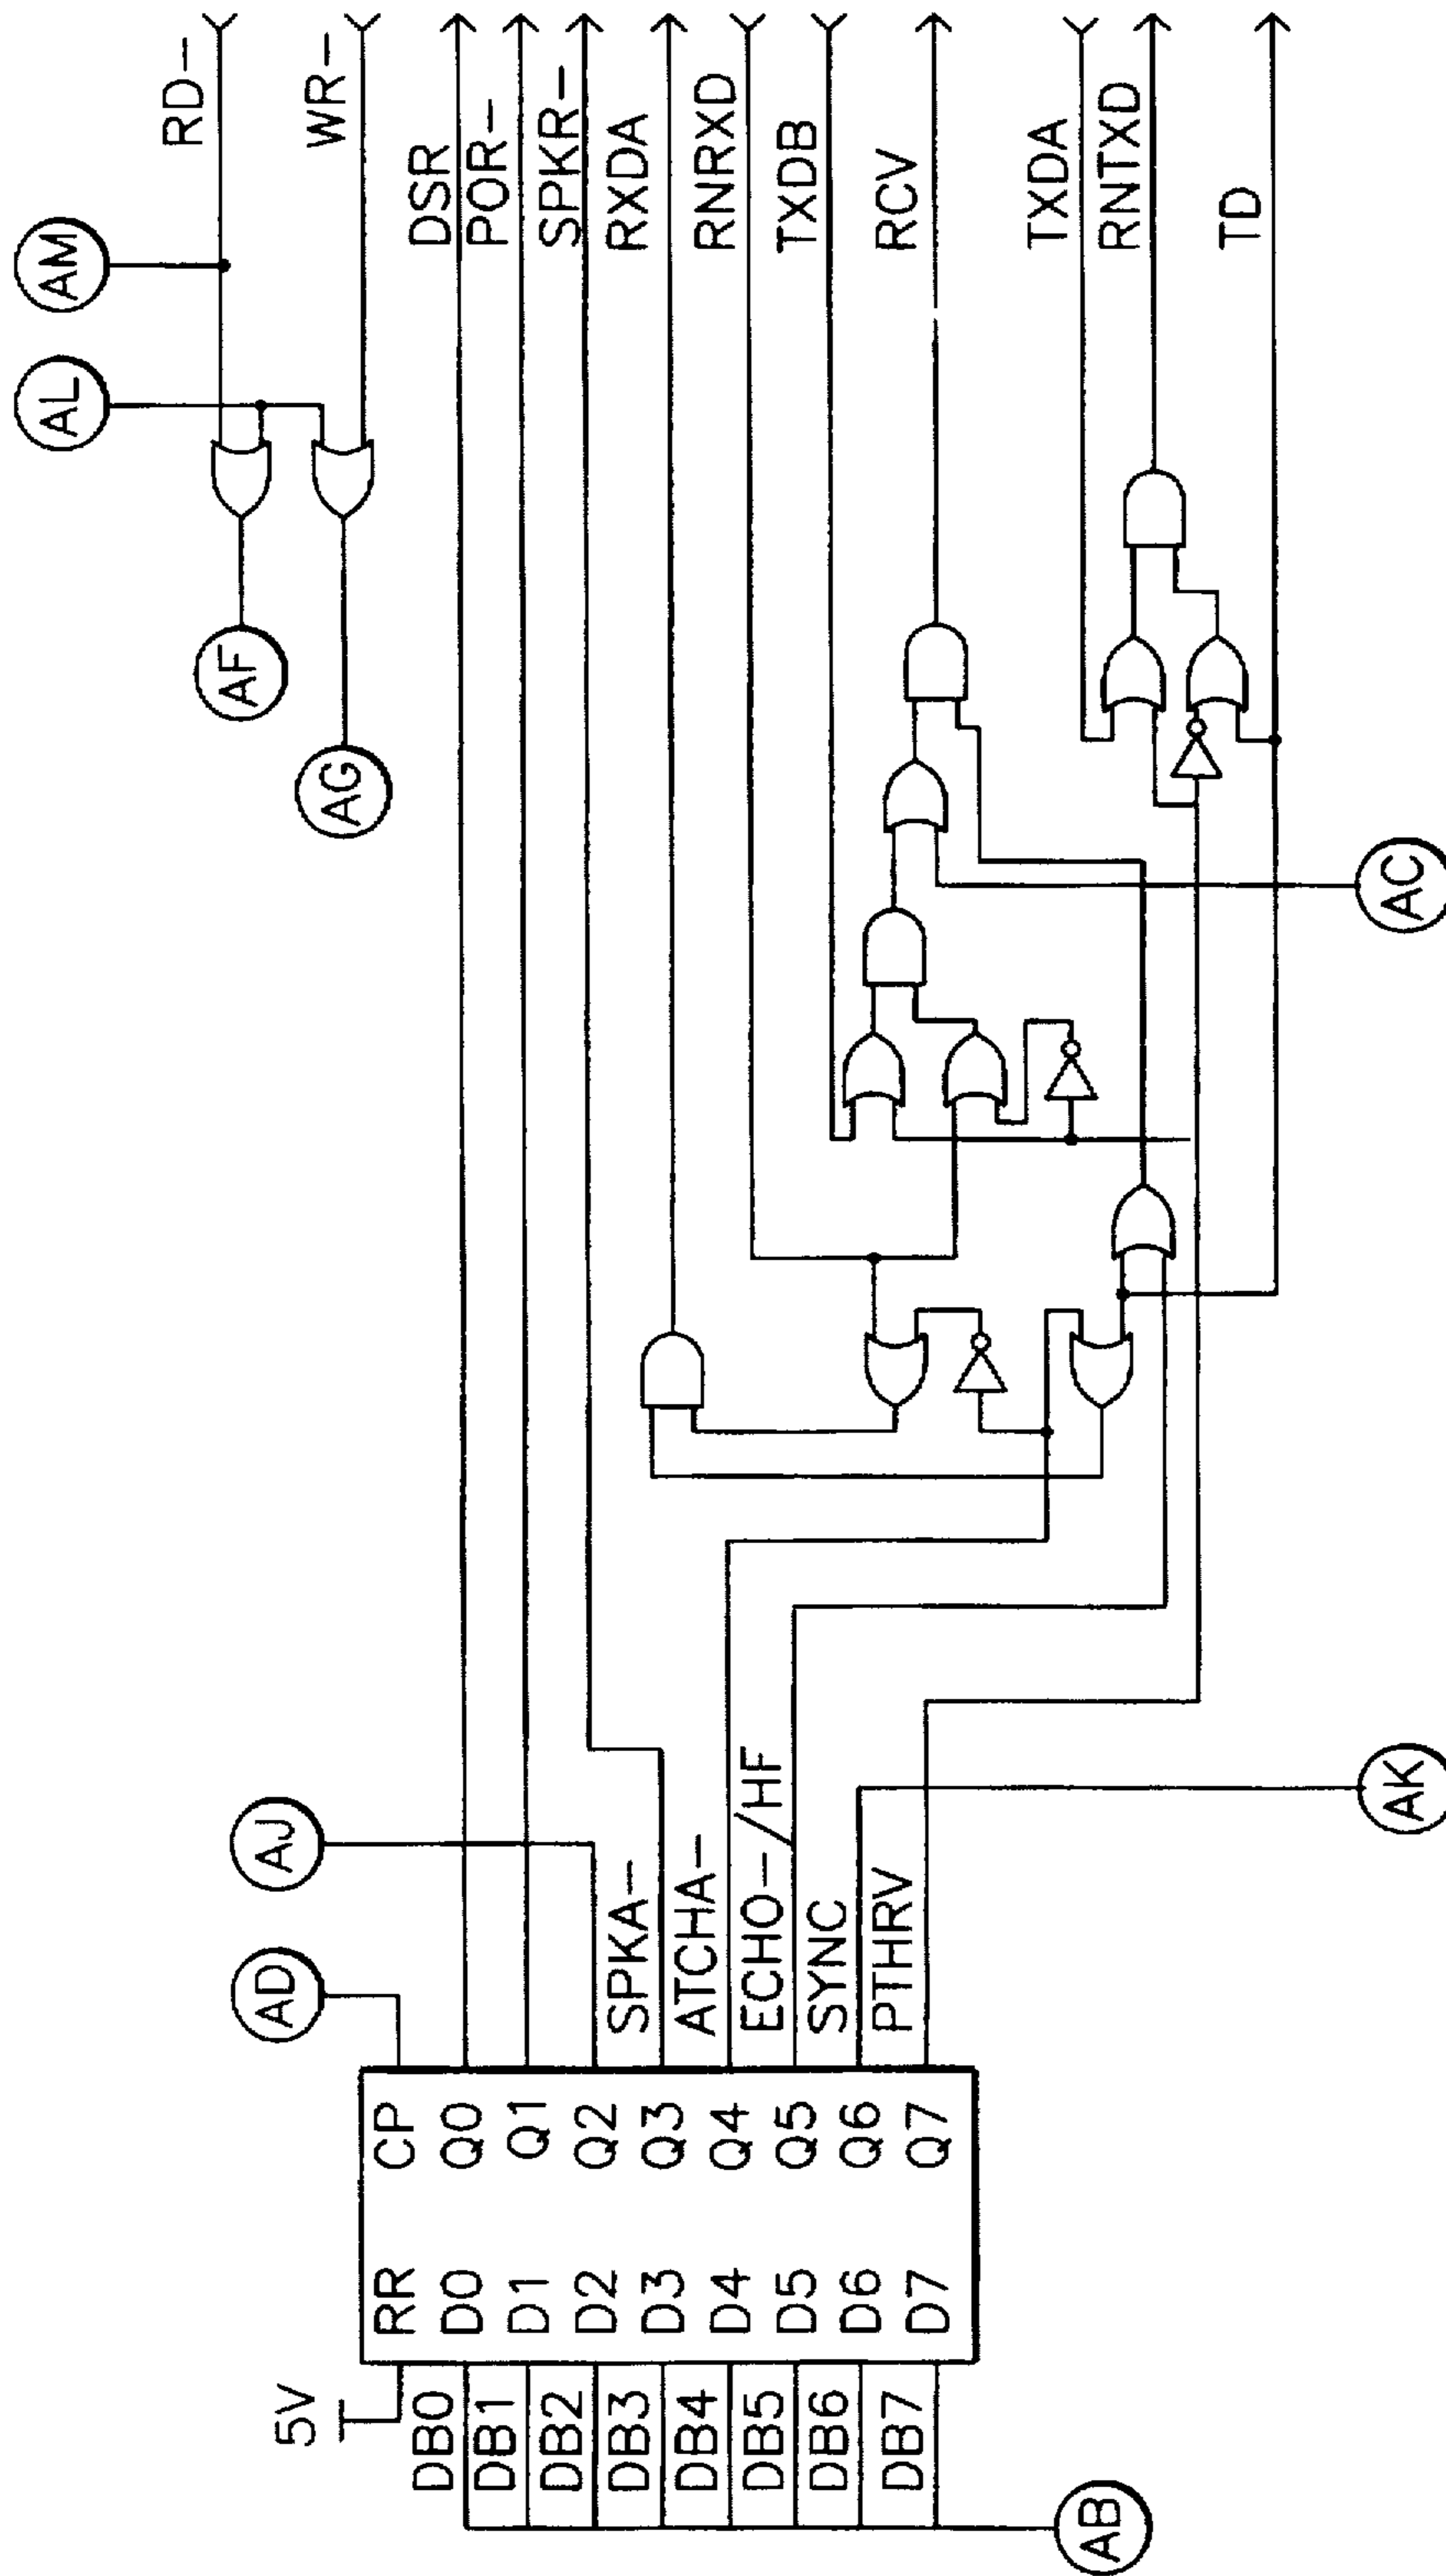 AM
AL
RD-
WR-
AF
AG
DSR
POR-
SPKR-
RXDA
RNRXD
TXDB
RCV
TXDA
RNTXD
TD
AC
AJ
AD
SPKA-
ATCHA-
ECHO-/HF
SYNC
PTHRV
AK
5V
RR CP
DB0 D0 Q0
DB1 D1 Q1
DB2 D2 Q2
DB3 D3 Q3
DB4 D4 Q4
DB5 D5 Q5
DB6 D6 Q6
DB7 D7 Q7
AB